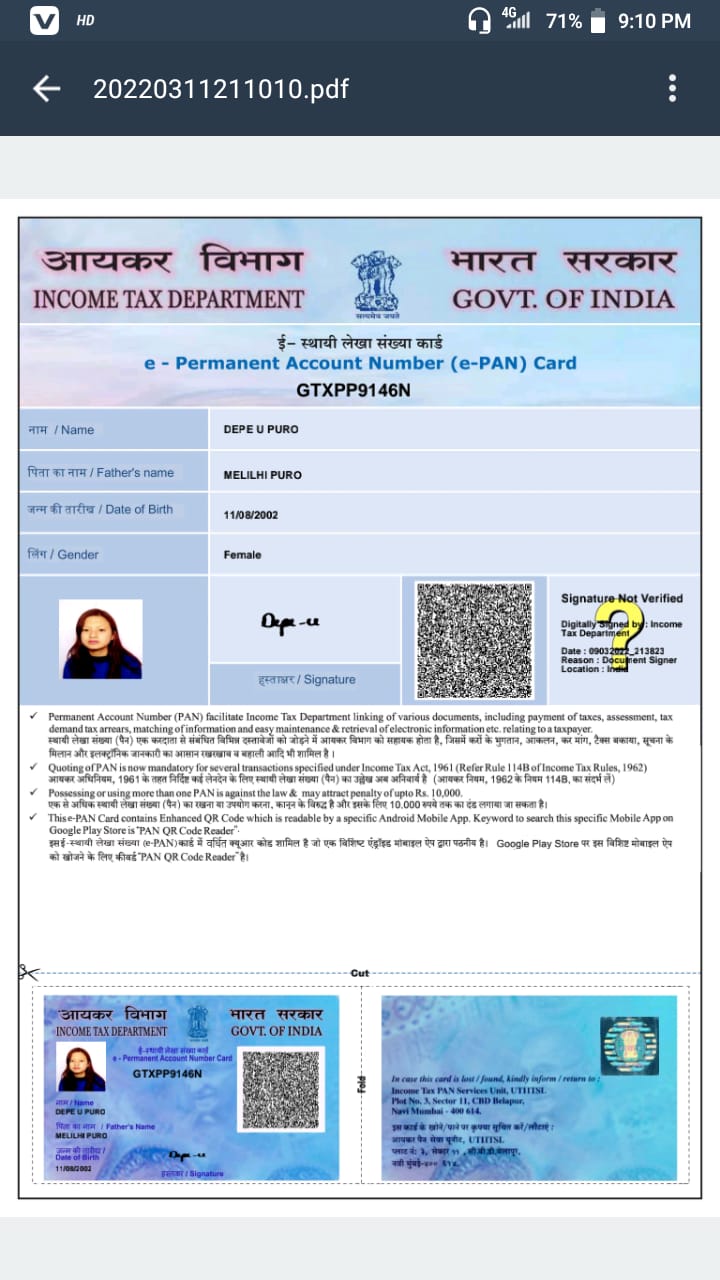 HD
4G
71%
9:10 PM
20220311211010.pdf
आयकर विभाग
भारत सरकार
INCOME TAX DEPARTMENT
GOVT. OF INDIA
सत्यमेव जयते
ई- स्थायी लेखा संख्या कार्ड
e - Permanent Account Number (e-PAN) Card
GTXPP9146N
नाम / Name
DEPE U PURO
पिता का नाम / Father's name
MELILHI PURO
जन्म की तारीख / Date of Birth
11/08/2002
लिंग / Gender
Female
Depe-u
हस्ताक्षर / Signature
Signature Not Verified
?
Digitally Signed by : Income
Tax Department
Date : 09032022_213823
Reason : Document Signer
Location : India
✓ Permanent Account Number (PAN) facilitate Income Tax Department linking of various documents, including payment of taxes, assessment, tax
demand tax arrears, matching of information and easy maintenance & retrieval of electronic information etc. relating to a taxpayer.
स्थायी लेखा संख्या (पैन) एक करदाता से संबंधित विभिन्न दस्तावेजों को जोड़ने में आयकर विभाग को सहायक होता है, जिसमें करों के भुगतान, आकलन, कर मांग, टैक्स बकाया, सूचना के
मिलान और इलक्ट्रॉनिक जानकारी का आसान रखरखाव व बहाली आदि भी शामिल है ।
✓ Quoting of PAN is now mandatory for several transactions specified under Income Tax Act, 1961 (Refer Rule 114B of Income Tax Rules, 1962)
आयकर अधिनियम, 1961 के तहत निर्दिष्ट कई लेनदेन के लिए स्थायी लेखा संख्या (पैन) का उल्लेख अब अनिवार्य है (आयकर नियम, 1962 के नियम 114B, का संदर्भ लें)
✓ Possessing or using more than one PAN is against the law & may attract penalty of upto Rs. 10,000.
एक से अधिक स्थायी लेखा संख्या (पैन) का रखना या उपयोग करना, कानून के विरुद्ध है और इसके लिए 10,000 रुपये तक का दंड लगाया जा सकता है।
✓ This e-PAN Card contains Enhanced QR Code which is readable by a specific Android Mobile App. Keyword to search this specific Mobile App on
Google Play Store is "PAN QR Code Reader".
इस ई-स्थायी लेखा संख्या (e-PAN) कार्ड में वर्धित क्यूआर कोड शामिल है जो एक विशिष्ट एंड्रॉइड मोबाइल ऐप द्वारा पठनीय है। Google Play Store पर इस विशिष्ट मोबाइल ऐप
को खोजने के लिए कीवर्ड "PAN QR Code Reader" है।
Cut
आयकर विभाग
भारत सरकार
INCOME TAX DEPARTMENT
GOVT. OF INDIA
ई-स्थायी लेखा संख्या कार्ड
e - Permanent Account Number Card
GTXPP9146N
नाम / Name
DEPE U PURO
पिता का नाम / Father's Name
MELILHI PURO
जन्म की तारीख /
Date of Birth
11/08/2002
Depe-u
हस्ताक्षर / Signature
Fold
In case this card is lost / found, kindly inform / return to :
Income Tax PAN Services Unit, UTIITSL
Plot No. 3, Sector 11, CBD Belapur,
Navi Mumbai - 400 614.
इस कार्ड के खोने/पाने पर कृपया सूचित करें/लौटाएं :
आयकर पैन सेवा यूनीट, UTIITSL
प्लाट नं: ३, सेक्टर ११ , सी.बी.डी.बेलापुर,
नवी मुंबई-४०० ६१४.